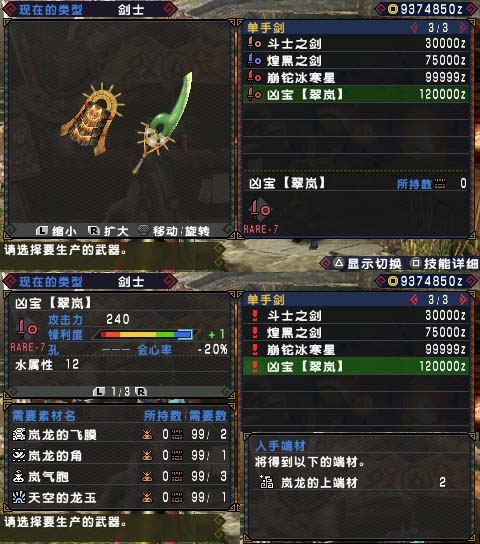 现在的类型 剑士
9374850z
单手剑 3/3
斗士之剑 30000z
煌黑之剑 75000z
崩铊冰寒星 99999z
凶宝【翠岚】 120000z
凶宝【翠岚】
所持数 0
RARE-7
L 缩小 R 扩大 移动/旋转
请选择要生产的武器。
△显示切换 □技能详细
现在的类型 剑士
9374850z
凶宝【翠岚】
攻击力 240
锋利度 +1
RARE-7 孔 --- 会心率 -20%
水属性 12
L 1/3 R
单手剑 3/3
斗士之剑 30000z
煌黑之剑 75000z
崩铊冰寒星 99999z
凶宝【翠岚】 120000z
需要素材名 所持数/需要数
岚龙的飞膜 0 99/ 2
岚龙的角 0 99/ 1
岚气胞 0 99/ 3
天空的龙玉 0 99/ 1
入手端材
将得到以下的端材。
岚龙的上端材 2
请选择要生产的武器。